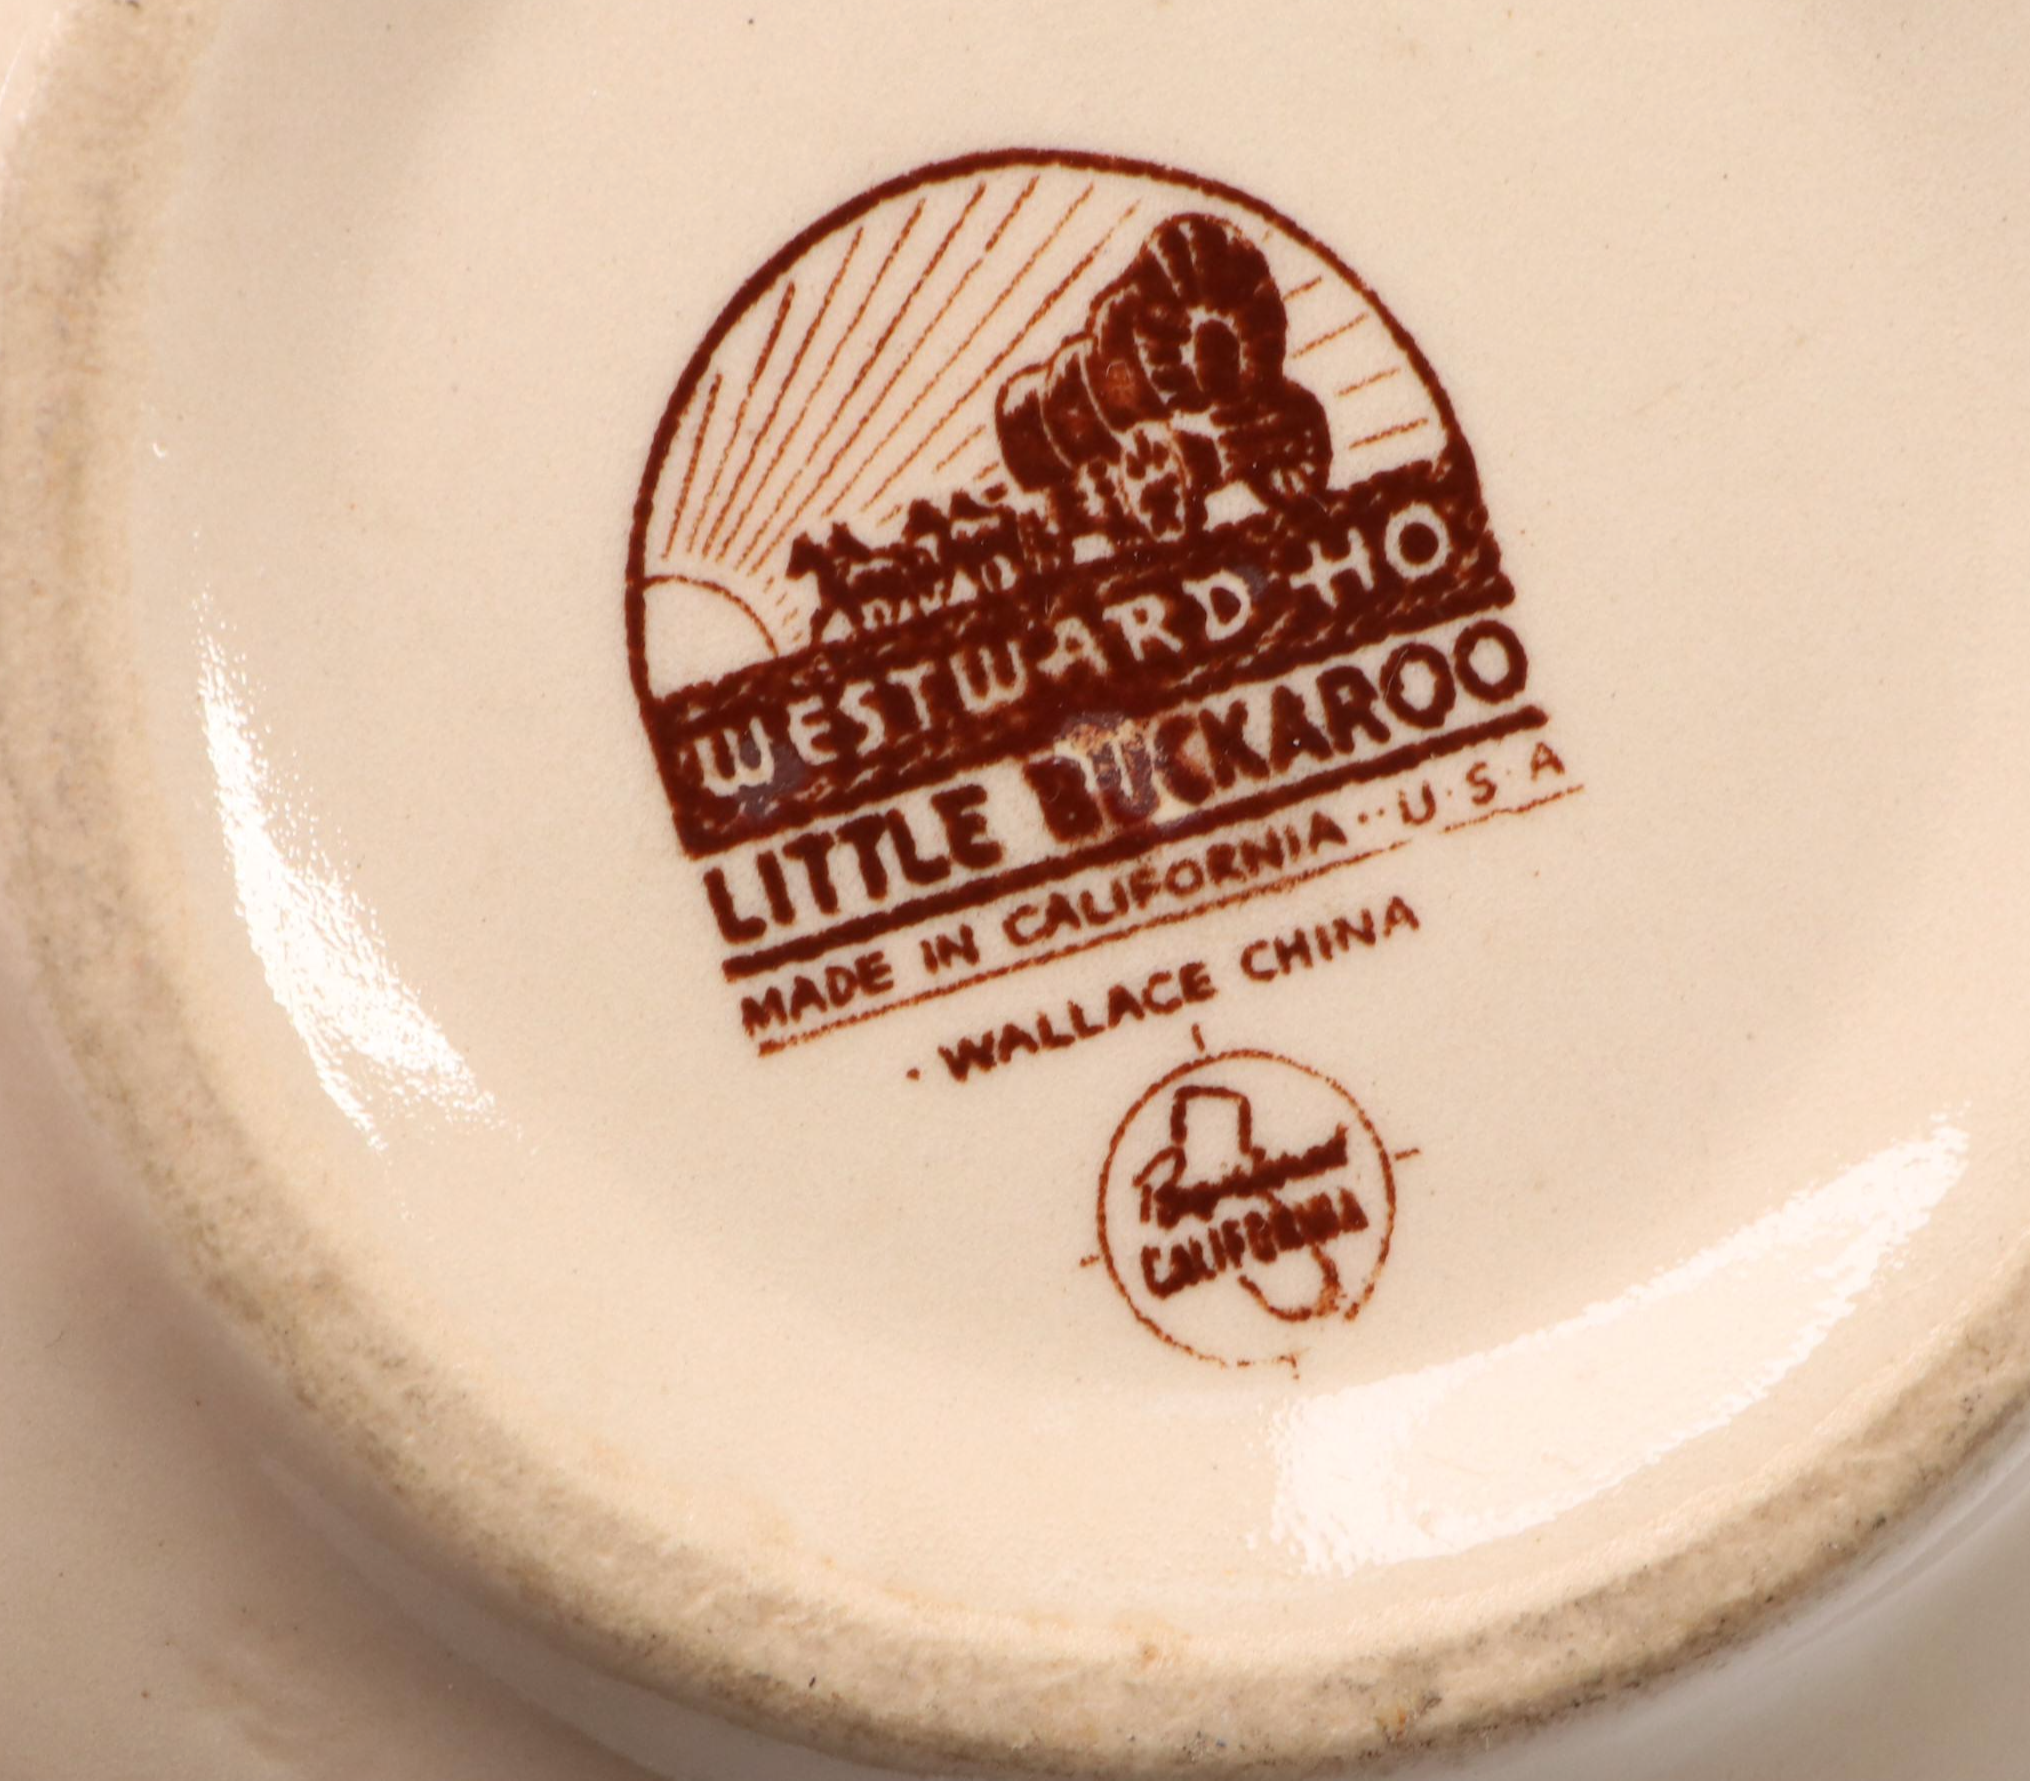 WESTWARD HO
LITTLE BUCKAROO
MADE IN CALIFORNIA·· U·S·A
·WALLACE CHINA
CALIFORNIA